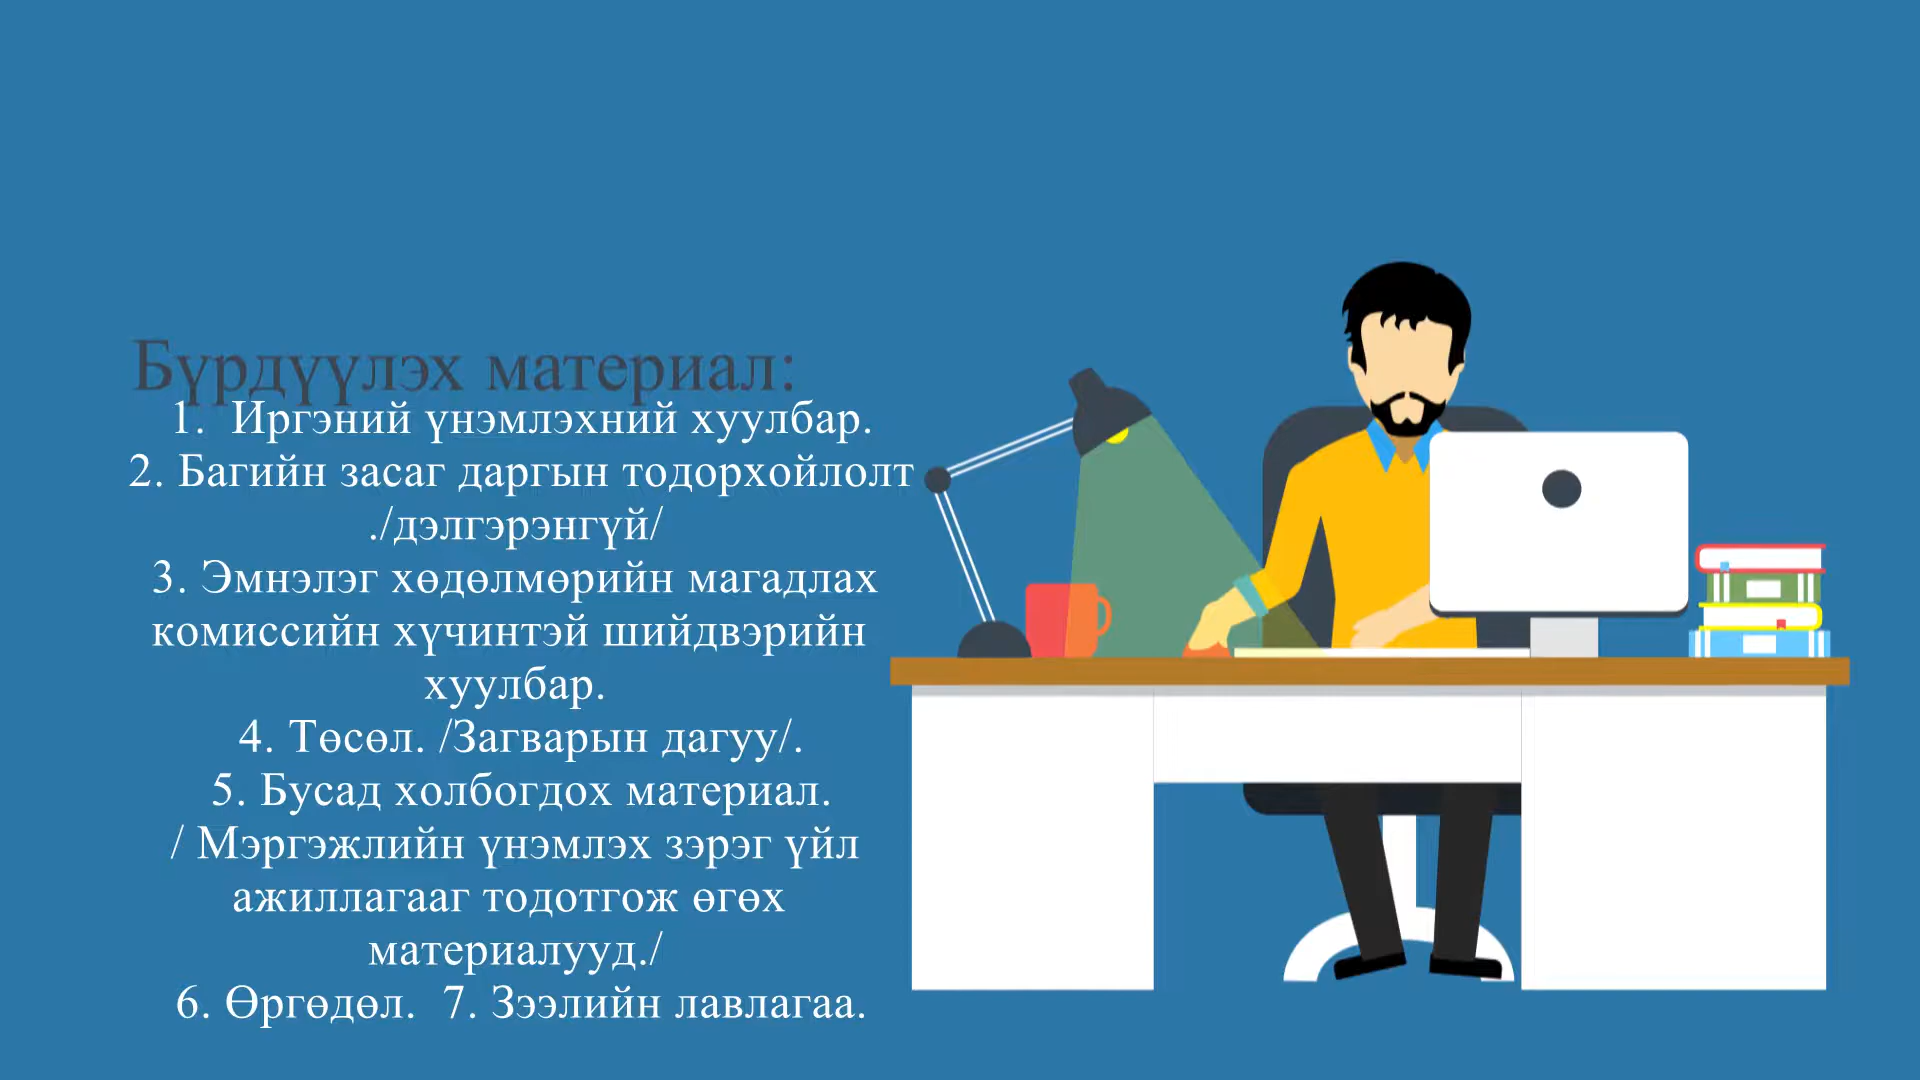 Бүрдүүлэх материал:
1. Иргэний үнэмлэхний хуулбар.
2. Багийн засаг даргын тодорхойлолт
./дэлгэрэнгүй/
3. Эмнэлэг хөдөлмөрийн магадлах
комиссийн хүчинтэй шийдвэрийн
хуулбар.
4. Төсөл. /Загварын дагуу/.
5. Бусад холбогдох материал.
/ Мэргэжлийн үнэмлэх зэрэг үйл
ажиллагааг тодотгож өгөх
материалууд./
6. Өргөдөл. 7. Зээлийн лавлагаа.